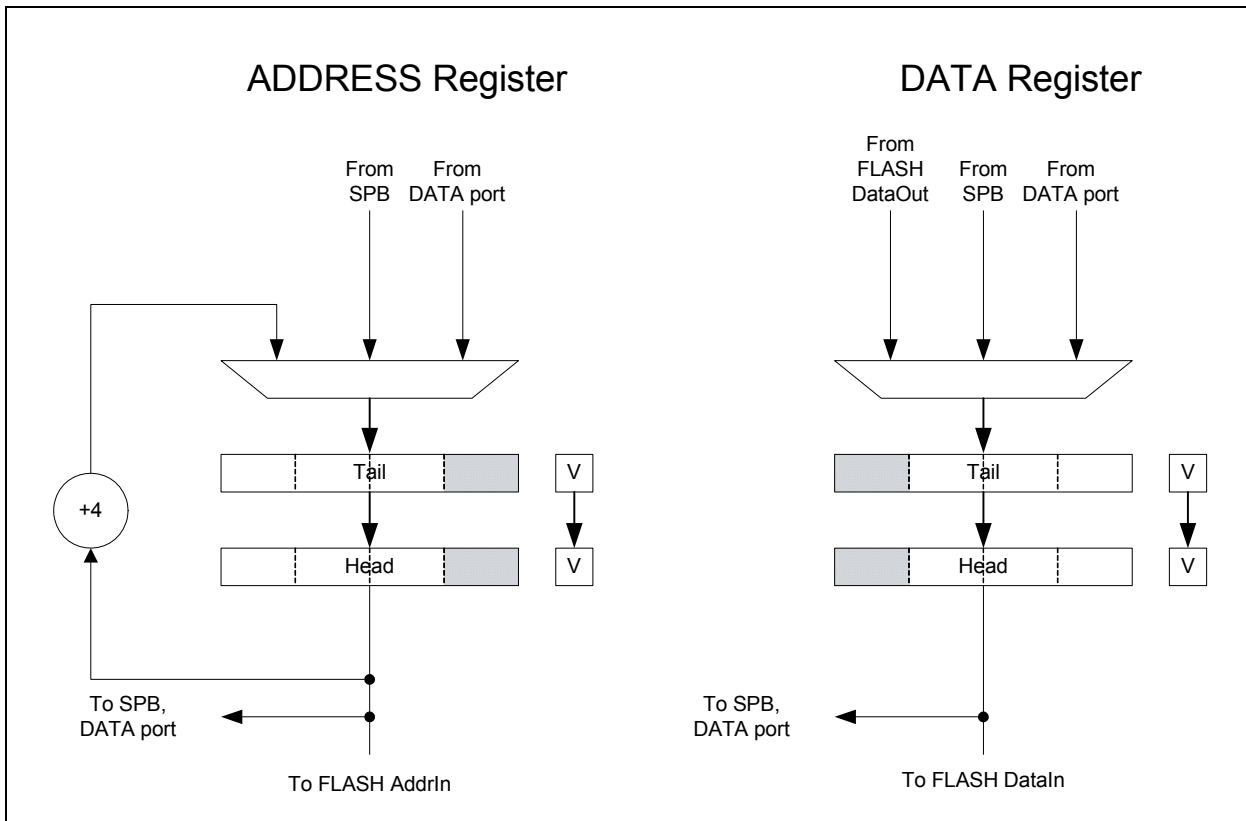 ADDRESS Register
DATA Register
From
SPB
From
DATA port
From
FLASH
DataOut
From
SPB
From
DATA port
+4
Tail
V
Head
V
Tail
V
Head
V
To SPB,
DATA port
To FLASH AddrIn
To SPB,
DATA port
To FLASH DataIn